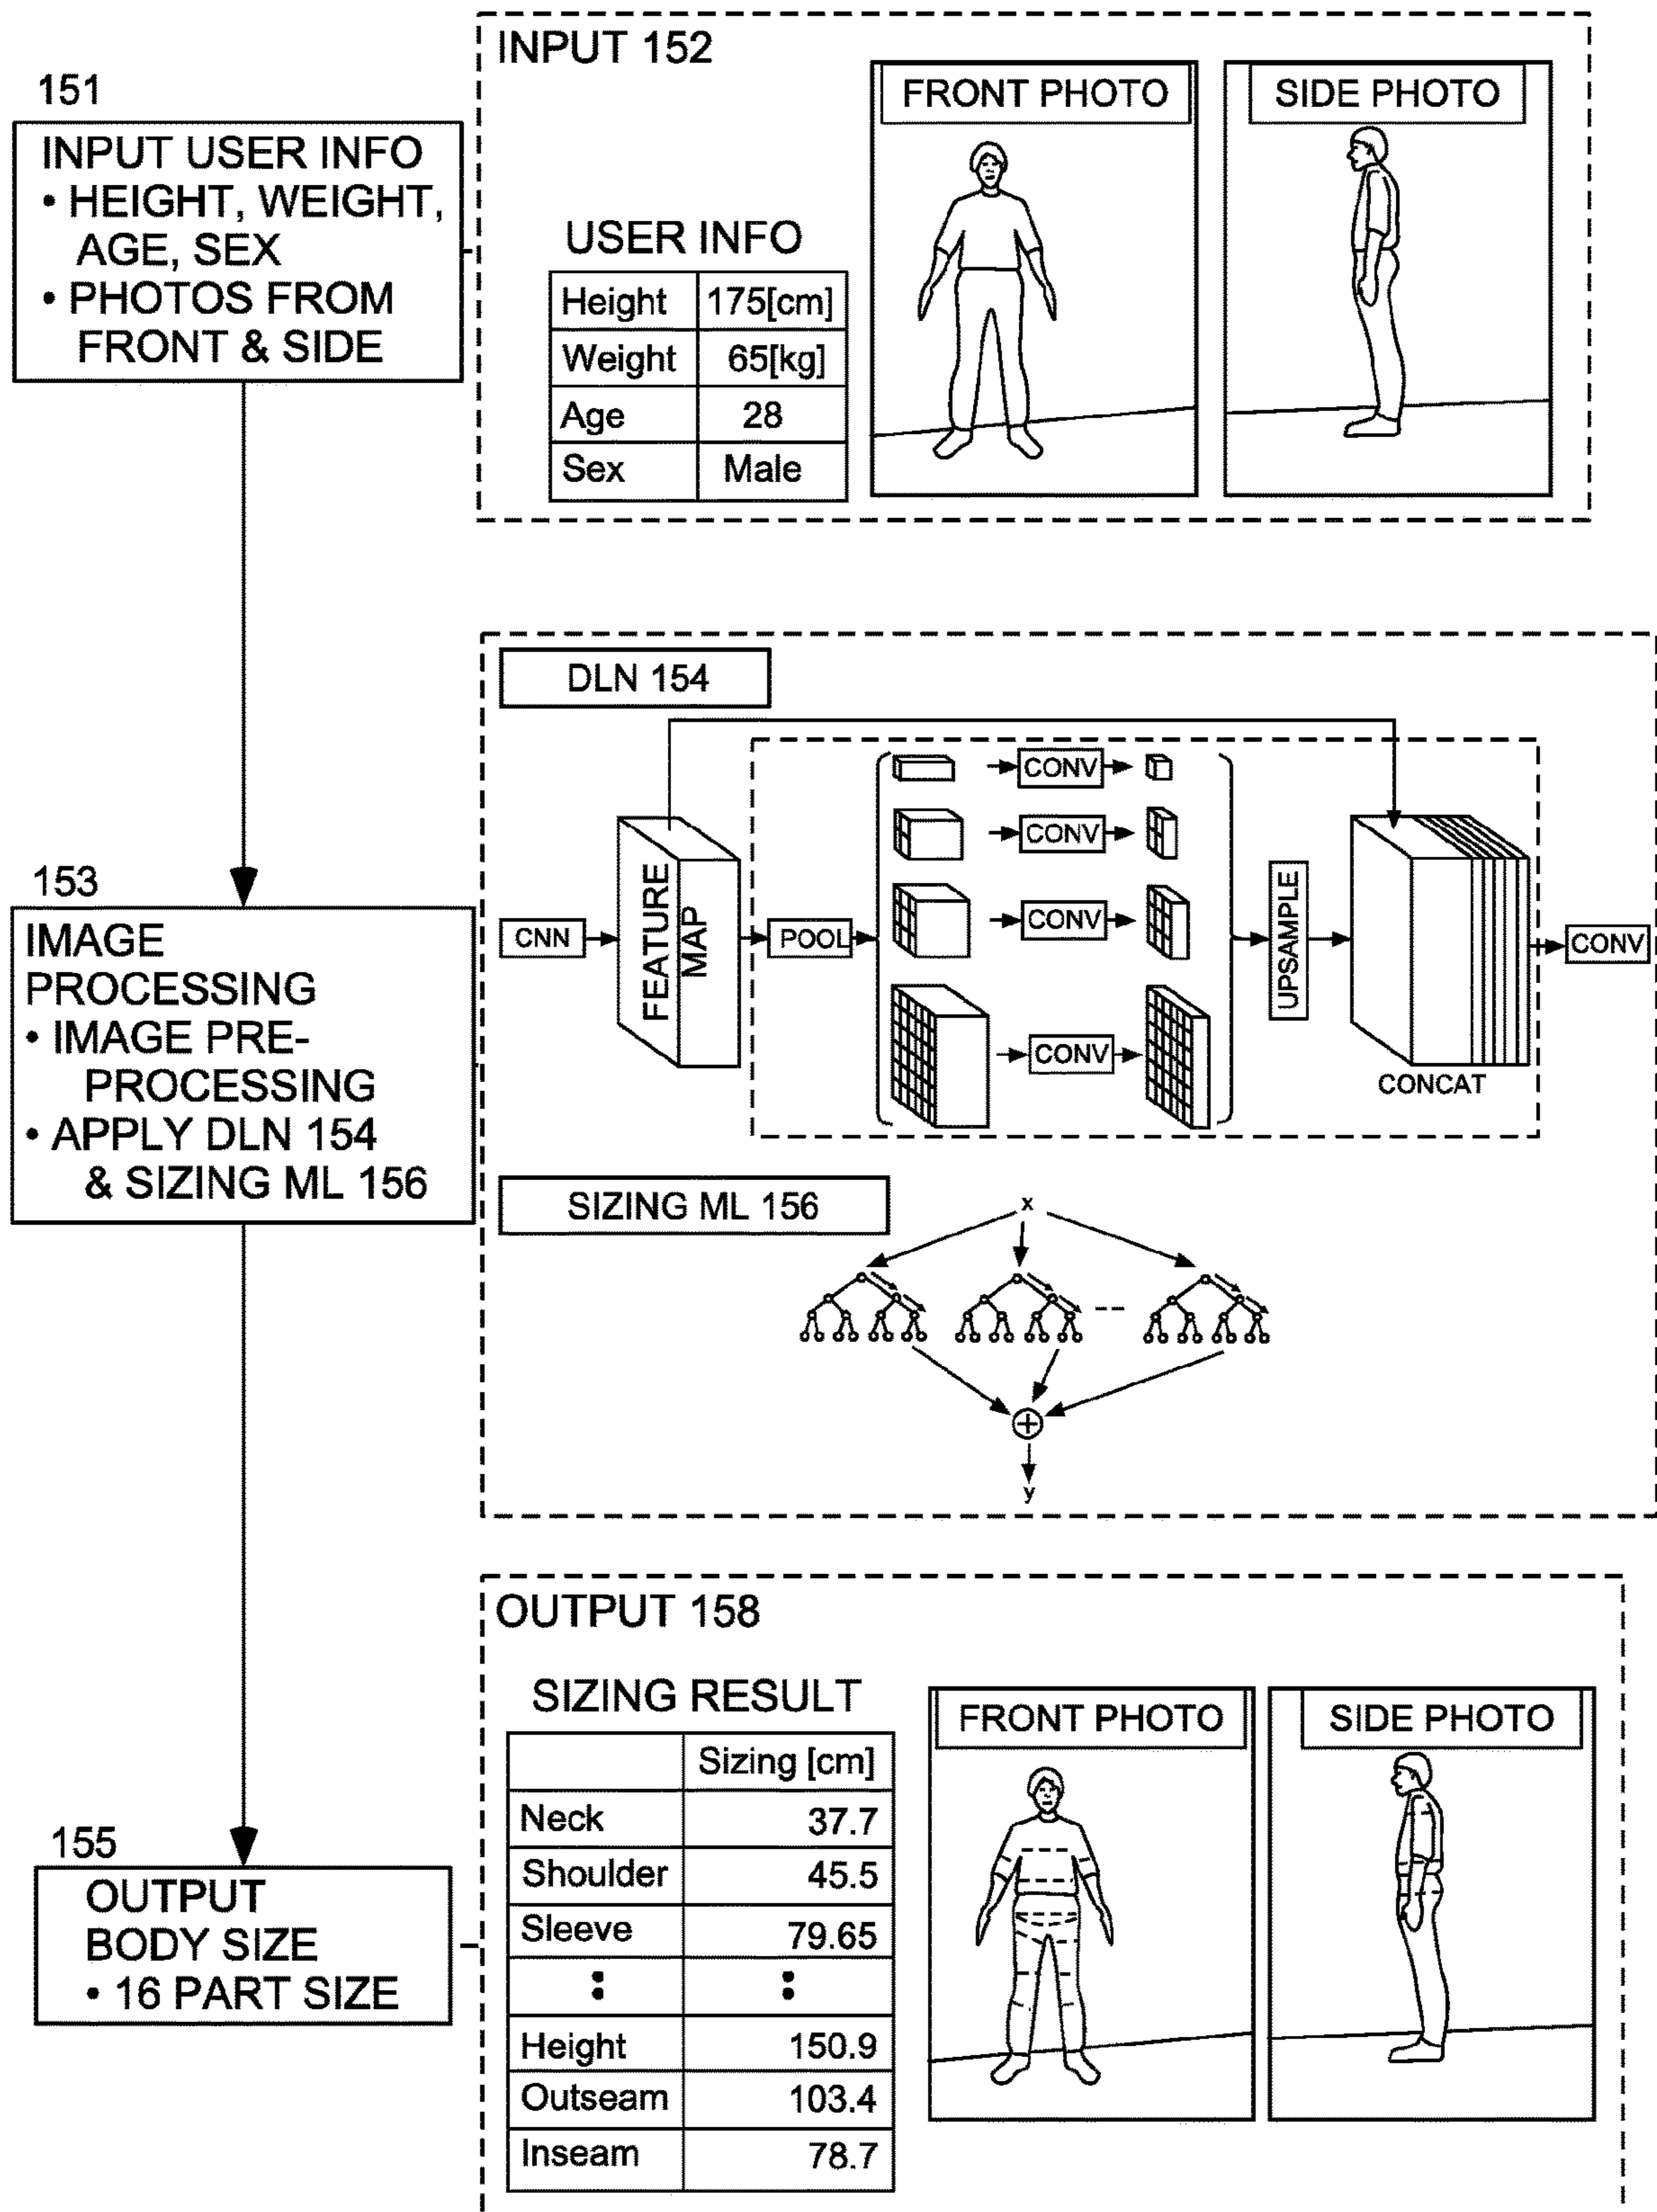 151
INPUT USER INFO
• HEIGHT, WEIGHT,
AGE, SEX
• PHOTOS FROM
FRONT & SIDE
INPUT 152
USER INFO
Height 175[cm]
Weight 65[kg]
Age 28
Sex Male
FRONT PHOTO
SIDE PHOTO
153
IMAGE
PROCESSING
• IMAGE PRE-
PROCESSING
• APPLY DLN 154
& SIZING ML 156
DLN 154
CNN
FEATURE
MAP
POOL
CONV
CONV
CONV
CONV
UPSAMPLE
CONCAT
CONV
SIZING ML 156
x
y
155
OUTPUT
BODY SIZE
• 16 PART SIZE
OUTPUT 158
SIZING RESULT
Sizing [cm]
Neck 37.7
Shoulder 45.5
Sleeve 79.65
Height 150.9
Outseam 103.4
Inseam 78.7
FRONT PHOTO
SIDE PHOTO